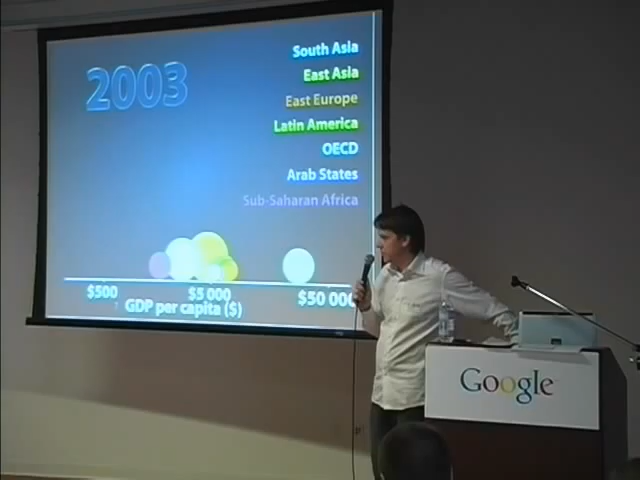 2003
South Asia
East Asia
East Europe
Latin America
OECD
Arab States
Sub-Saharan Africa
$500
$5 000
$50 000
GDP per capita ($)
Google